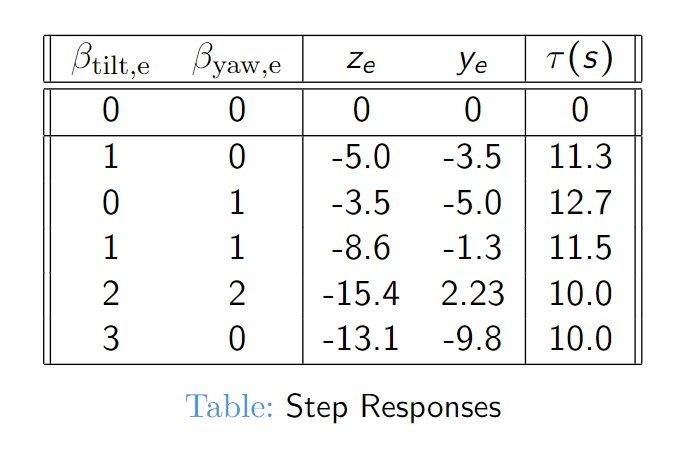 β_tilt,e β_yaw,e z_e y_e τ(s)
0 0 0 0 0
1 0 -5.0 -3.5 11.3
0 1 -3.5 -5.0 12.7
1 1 -8.6 -1.3 11.5
2 2 -15.4 2.23 10.0
3 0 -13.1 -9.8 10.0
Table: Step Responses